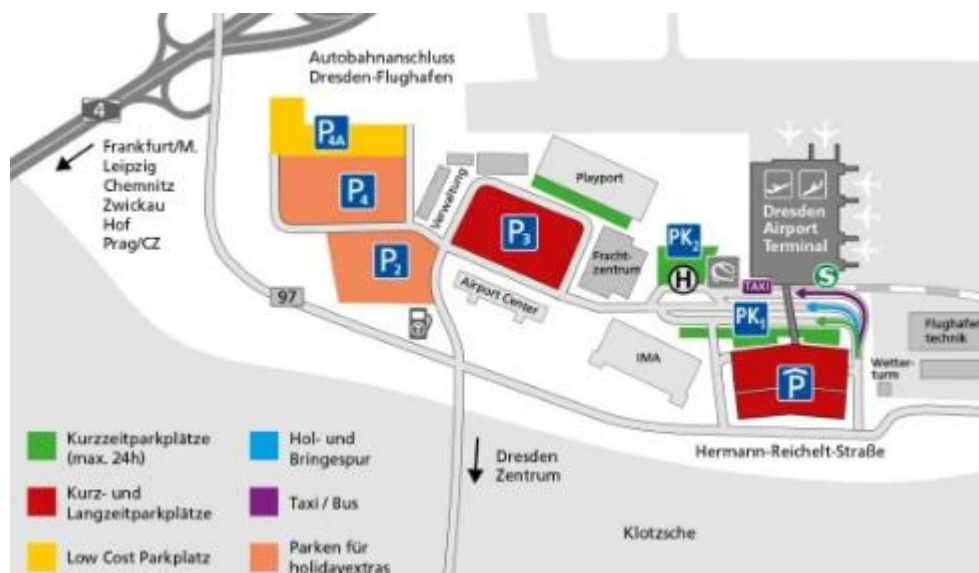 Autobahnanschluss
Dresden-Flughafen
4
Frankfurt/M.
Leipzig
Chemnitz
Zwickau
Hof
Prag/CZ
P4A
P4
P2
P3
Verwaltung
Playport
Fracht-
zentrum
Airport Center
PK2
H
Dresden
Airport
Terminal
TAXI
S
PK1
97
IMA
P
Flughafen
technik
Wetter-
turm
Hermann-Reichelt-Straße
Dresden
Zentrum
Klotzsche
Kurzzeitparkplätze
(max. 24h)
Kurz- und
Langzeitparkplätze
Low Cost Parkplatz
Hol- und
Bringespur
Taxi / Bus
Parken für
holidayextras